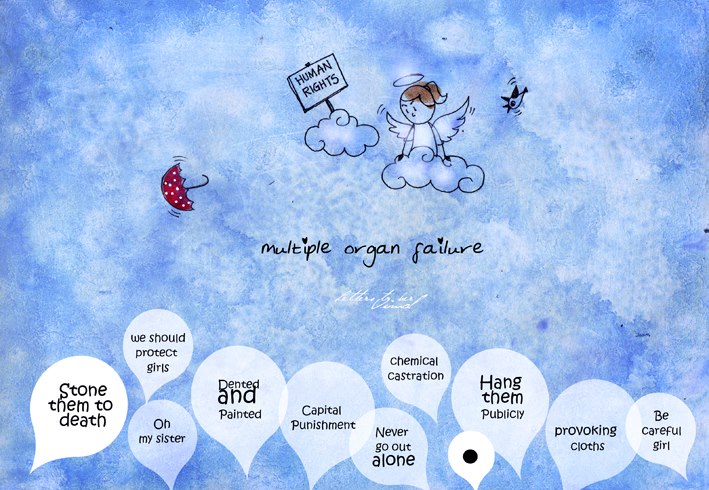 HUMAN
RIGHTS
multiple organ failure
we should
protect
girls
Stone
them to
death
Oh
my sister
Dented
and
Painted
Capital
Punishment
chemical
castration
Never
go out
alone
Hang
them
Publicly
provoking
cloths
Be
careful
girl